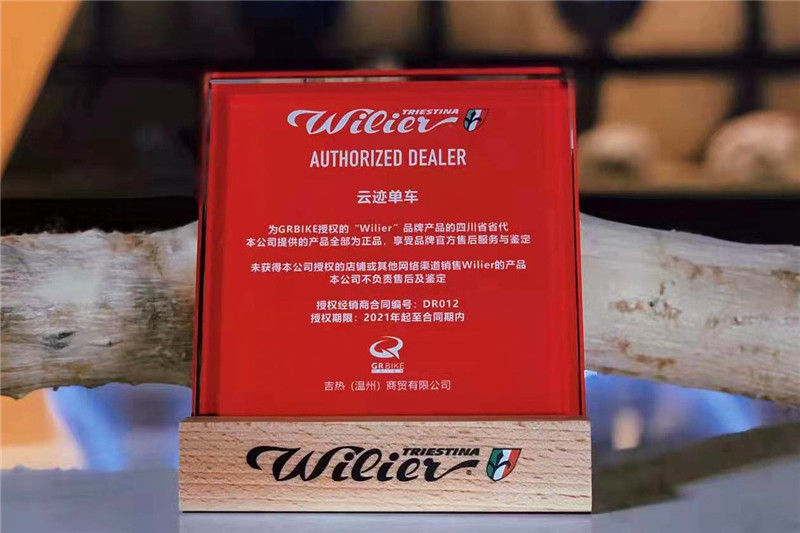 Wilier
TRIESTINA
AUTHORIZED DEALER
云迹单车
为GRBIKE授权的“Wilier”品牌产品的四川省省代
本公司提供的产品全部为正品，享受品牌官方售后服务与鉴定
未获得本公司授权的店铺或其他网络渠道销售Wilier的产品
本公司不负责售后及鉴定
授权经销商合同编号：DR012
授权期限：2021年起至合同期内
GRBIKE
吉热（温州）商贸有限公司
Wilier
TRIESTINA